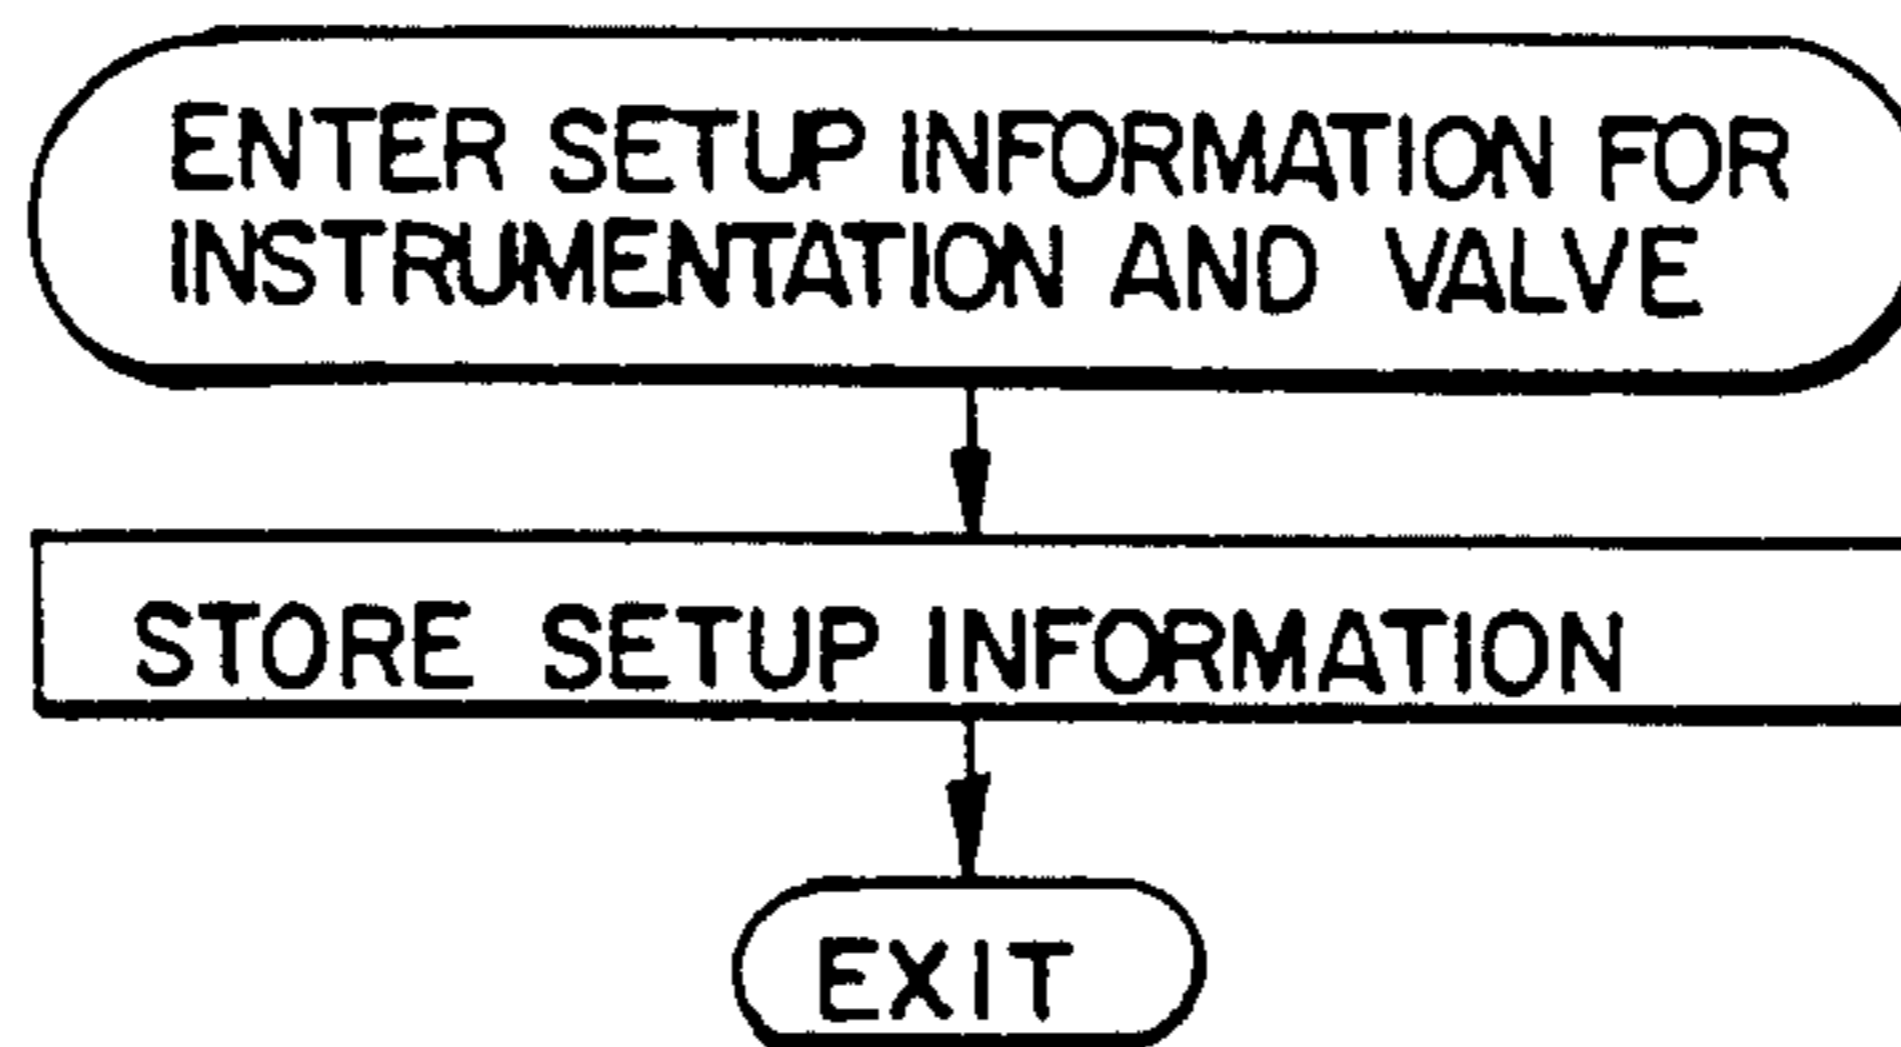 ENTER SETUP INFORMATION FOR
INSTRUMENTATION AND VALVE
STORE SETUP INFORMATION
EXIT